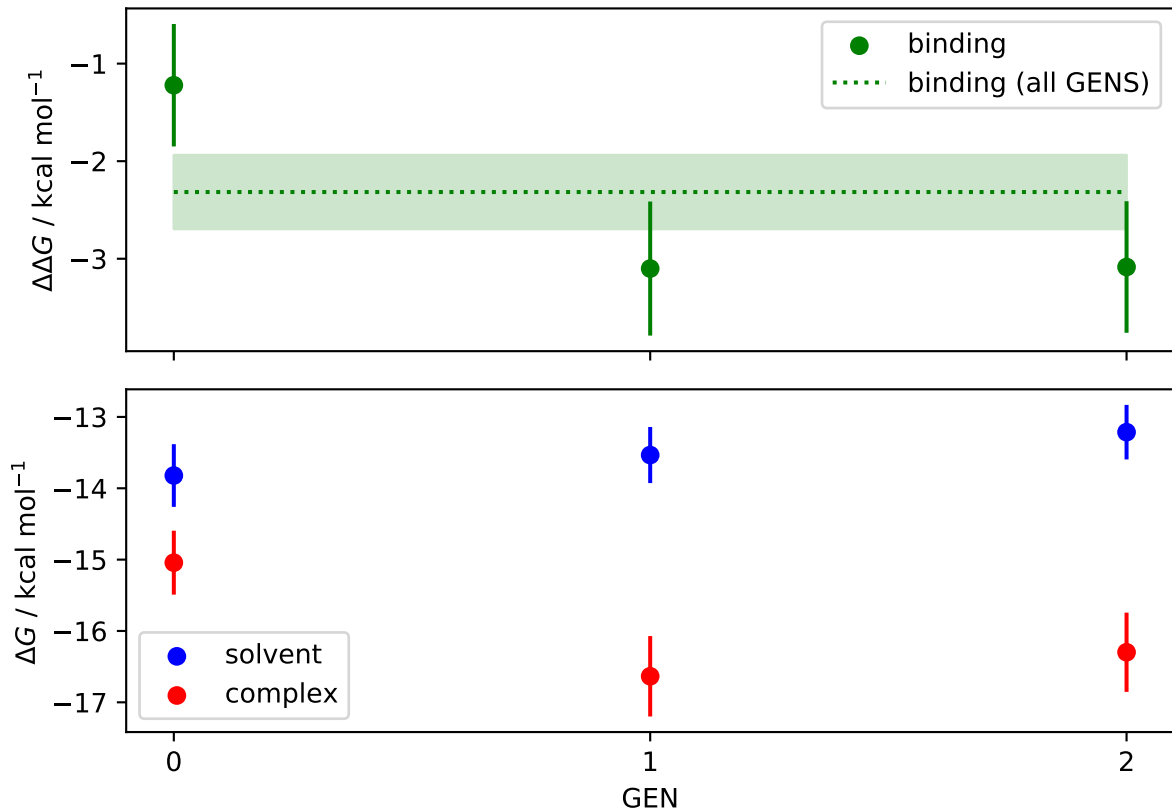 −1
−2
−3
ΔΔG / kcal mol⁻¹
binding
binding (all GENS)
−13
−14
−15
−16
−17
ΔG / kcal mol⁻¹
solvent
complex
0 1 2
GEN